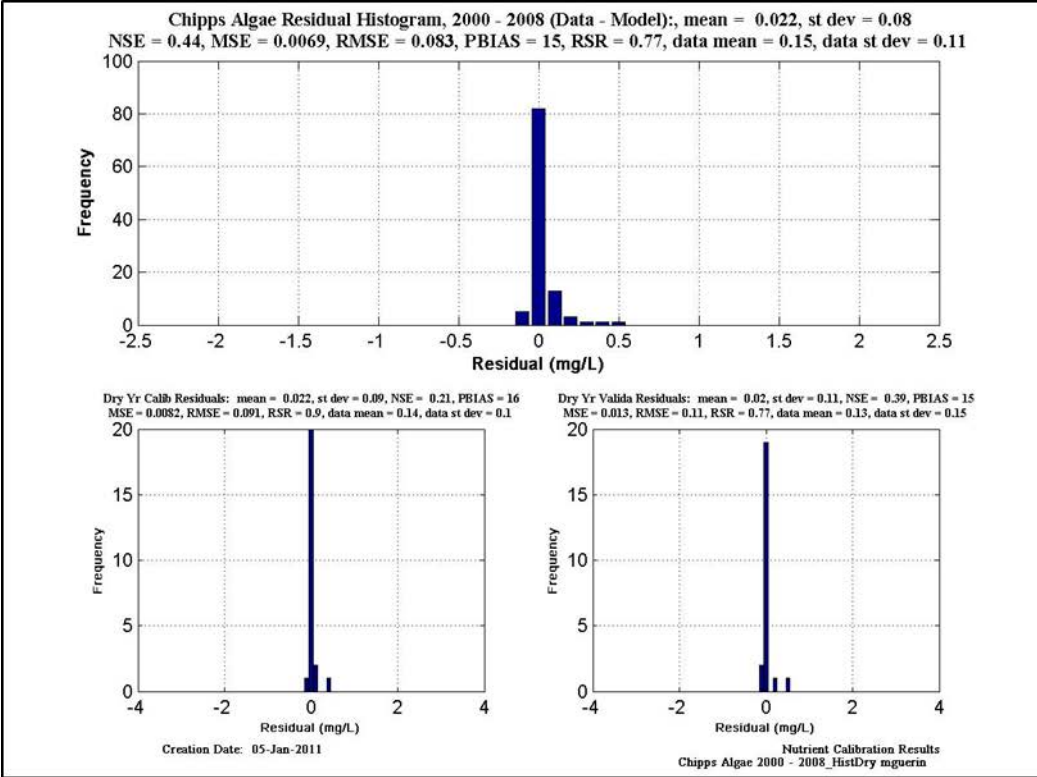 Chipps Algae Residual Histogram, 2000 - 2008 (Data - Model):, mean = 0.022, st dev = 0.08
NSE = 0.44, MSE = 0.0069, RMSE = 0.083, PBIAS = 15, RSR = 0.77, data mean = 0.15, data st dev = 0.11
100
80
60
40
20
0
Frequency
-2.5 -2 -1.5 -1 -0.5 0 0.5 1 1.5 2 2.5
Residual (mg/L)
Dry Yr Calib Residuals: mean = 0.022, st dev = 0.09, NSE = 0.21, PBIAS = 16
MSE = 0.0082, RMSE = 0.091, RSR = 0.9, data mean = 0.14, data st dev = 0.1
20
15
10
5
0
Frequency
-4 -2 0 2 4
Residual (mg/L)
Dry Yr Valida Residuals: mean = 0.02, st dev = 0.11, NSE = 0.39, PBIAS = 15
MSE = 0.013, RMSE = 0.11, RSR = 0.77, data mean = 0.13, data st dev = 0.15
20
15
10
5
0
Frequency
-4 -2 0 2 4
Residual (mg/L)
Creation Date: 05-Jan-2011
Nutrient Calibration Results
Chipps Algae 2000 - 2008_HistDry mguerin